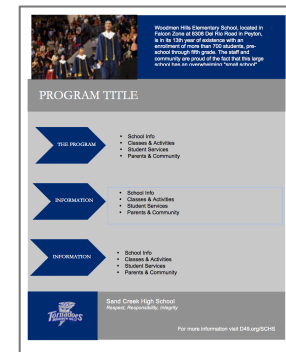 Woodmen Hills Elementary School, located in
Falcon Zone at 8308 Del Rio Road in Peyton,
is in its 13th year of existence with an
enrollment of more than 700 students, pre-
school through fifth grade. The staff and
community are proud of the fact that this large
school has an overwhelming "small school"
PROGRAM TITLE
THE PROGRAM
• School Info
• Classes & Activities
• Student Services
• Parents & Community
INFORMATION
• School Info
• Classes & Activities
• Student Services
• Parents & Community
INFORMATION
• School Info
• Classes & Activities
• Student Services
• Parents & Community
Tornadoes
WOODMEN HILLS
Sand Creek High School
Respect, Responsibility, Integrity
For more information visit D49.org/SCHS